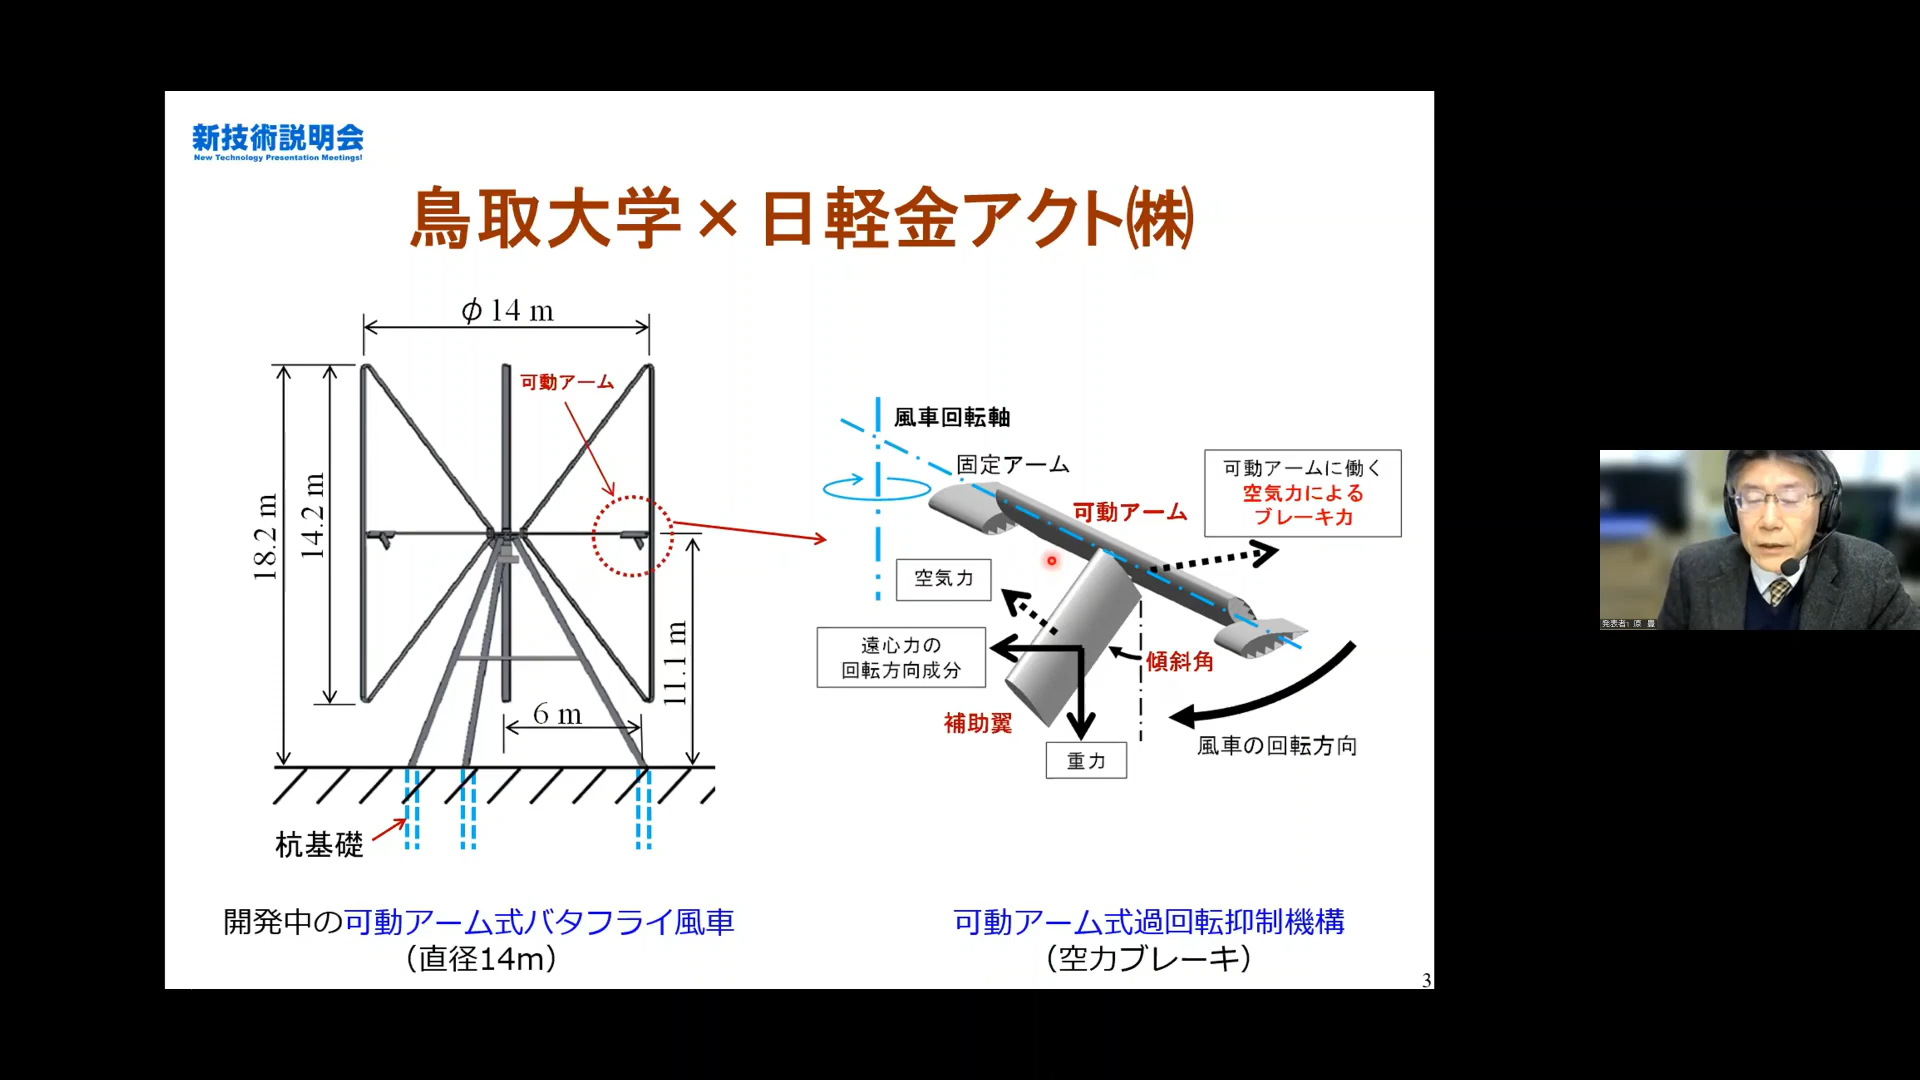 新技術説明会
New Technology Presentation Meetings!
鳥取大学×日軽金アクト㈱
φ 14 m
可動アーム
18.2 m
14.2 m
11.1 m
6 m
杭基礎
開発中の可動アーム式バタフライ風車
（直径14m）
風車回転軸
固定アーム
可動アーム
可動アームに働く
空気力による
ブレーキ力
空気力
遠心力の
回転方向成分
傾斜角
補助翼
重力
風車の回転方向
可動アーム式過回転抑制機構
（空力ブレーキ）
3
発表者1 原 豊